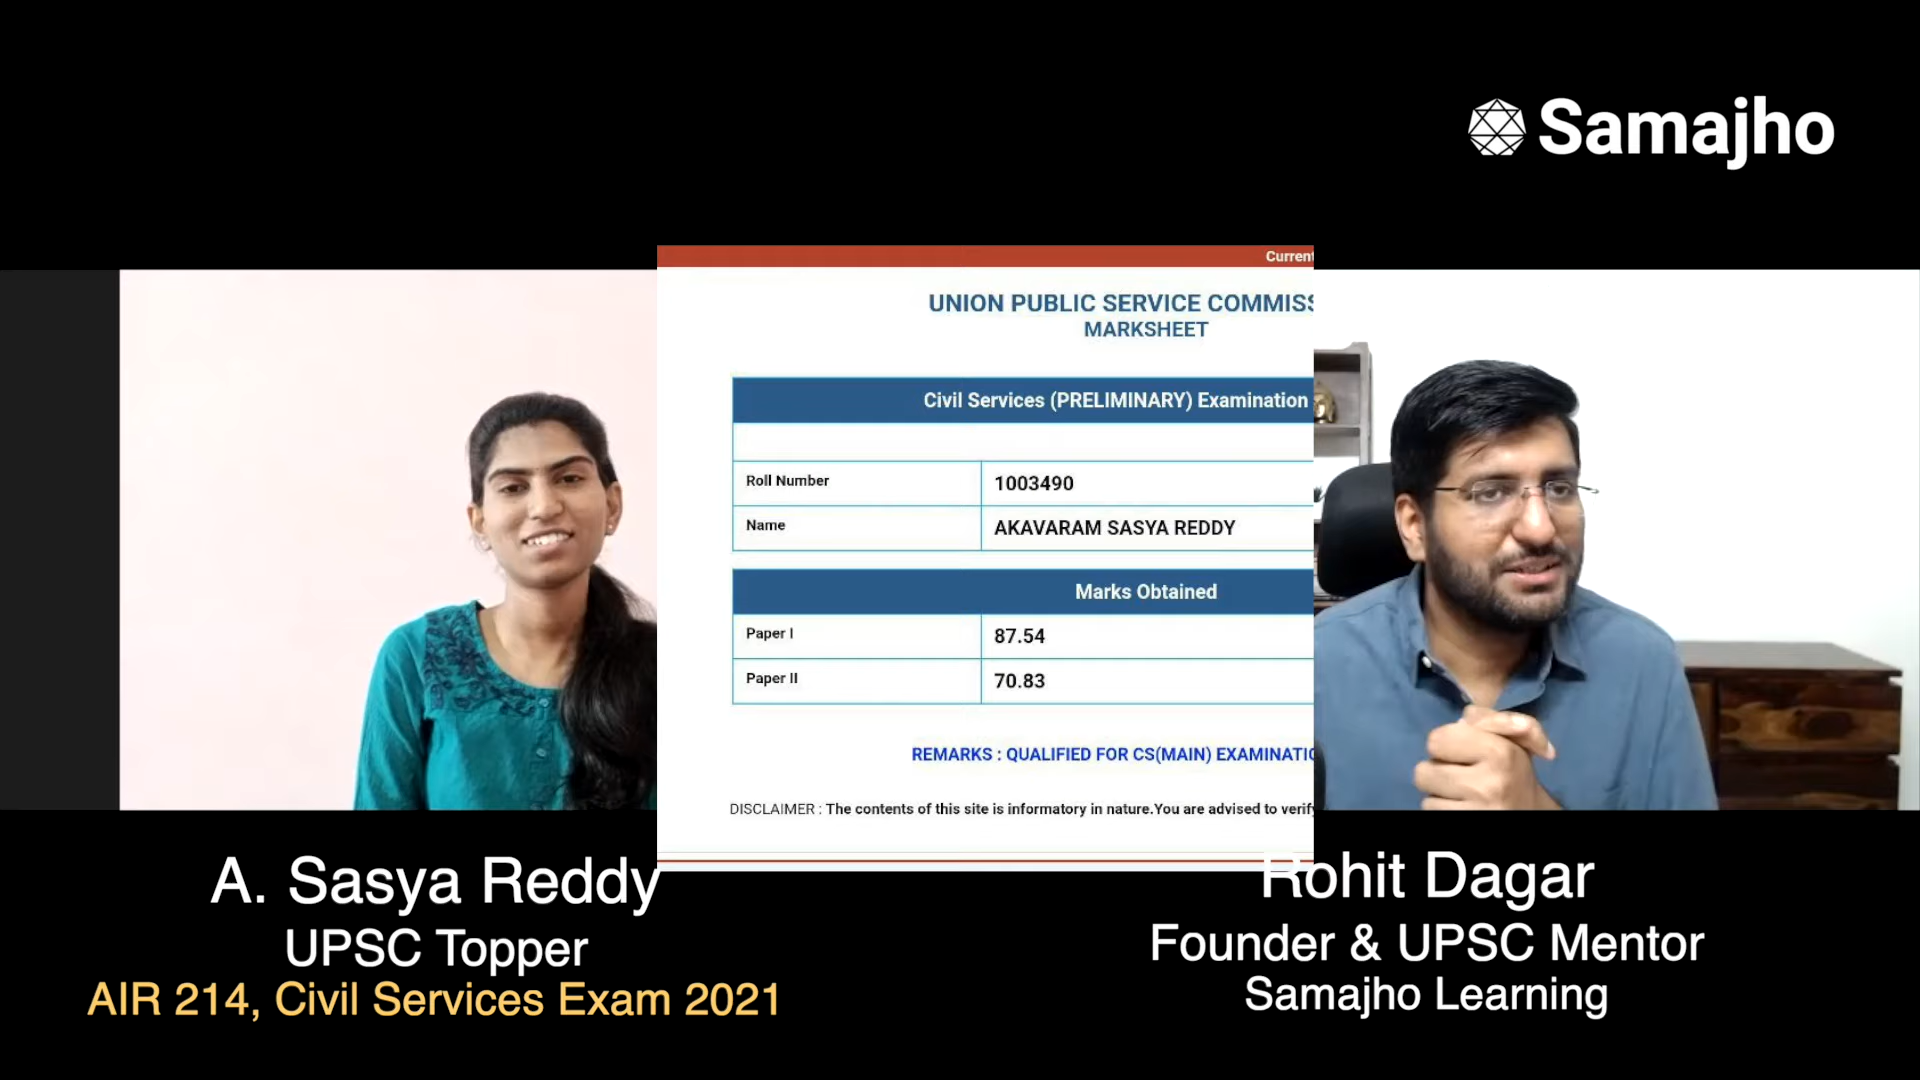 Samajho
Current
UNION PUBLIC SERVICE COMMISS
MARKSHEET
Civil Services (PRELIMINARY) Examination
Roll Number 1003490
Name AKAVARAM SASYA REDDY
Marks Obtained
Paper I 87.54
Paper II 70.83
REMARKS : QUALIFIED FOR CS(MAIN) EXAMINATIO
DISCLAIMER : The contents of this site is informatory in nature.You are advised to verify
A. Sasya Reddy
UPSC Topper
AIR 214, Civil Services Exam 2021
Rohit Dagar
Founder & UPSC Mentor
Samajho Learning